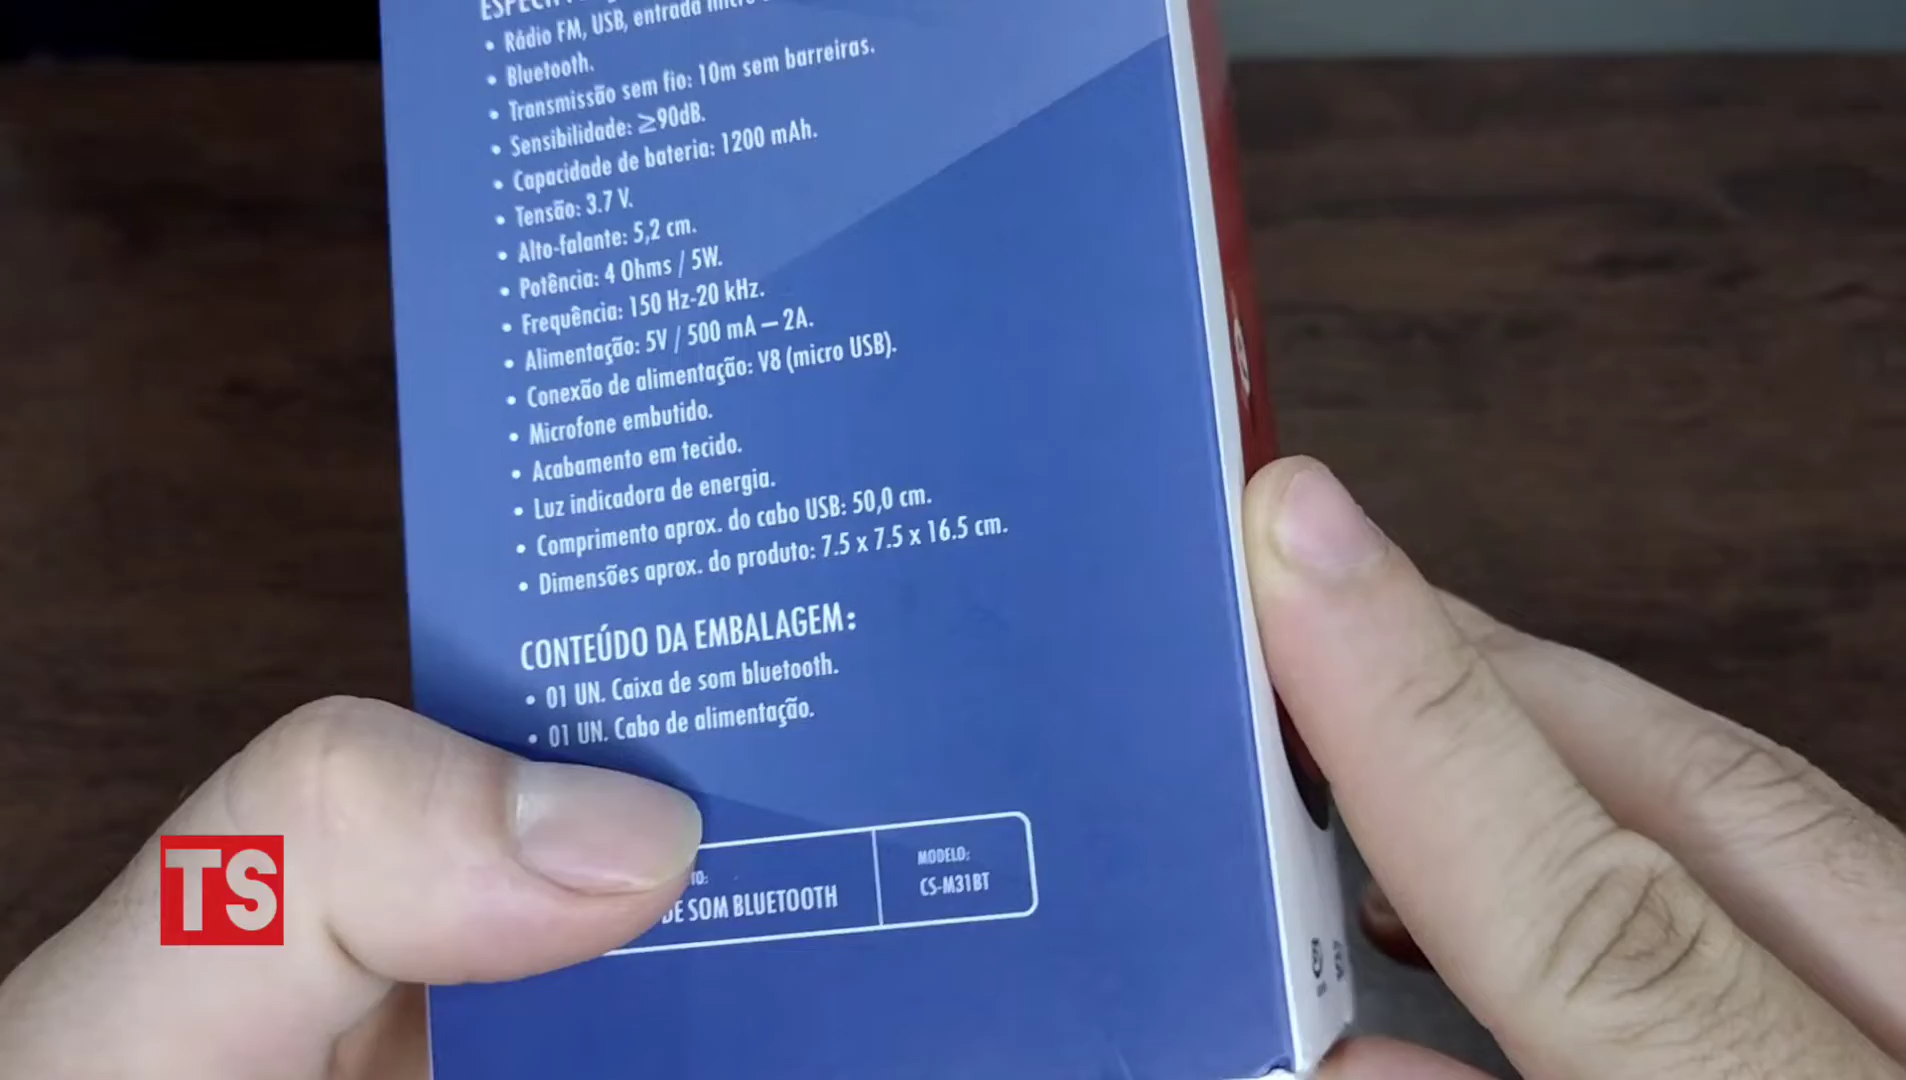 • Rádio FM, USB, entrada
• Bluetooth.
• Transmissão sem fio: 10m sem barreiras.
• Sensibilidade: ≥90dB.
• Capacidade de bateria: 1200 mAh.
• Tensão: 3.7 V.
• Alto-falante: 5,2 cm.
• Potência: 4 Ohms / 5W.
• Frequência: 150 Hz-20 kHz.
• Alimentação: 5V / 500 mA — 2A.
• Conexão de alimentação: V8 (micro USB).
• Microfone embutido.
• Acabamento em tecido.
• Luz indicadora de energia.
• Comprimento aprox. do cabo USB: 50,0 cm.
• Dimensões aprox. do produto: 7.5 x 7.5 x 16.5 cm.
CONTEÚDO DA EMBALAGEM:
• 01 UN. Caixa de som bluetooth.
• 01 UN. Cabo de alimentação.
DE SOM BLUETOOTH
MODELO:
CS-M31BT
TS